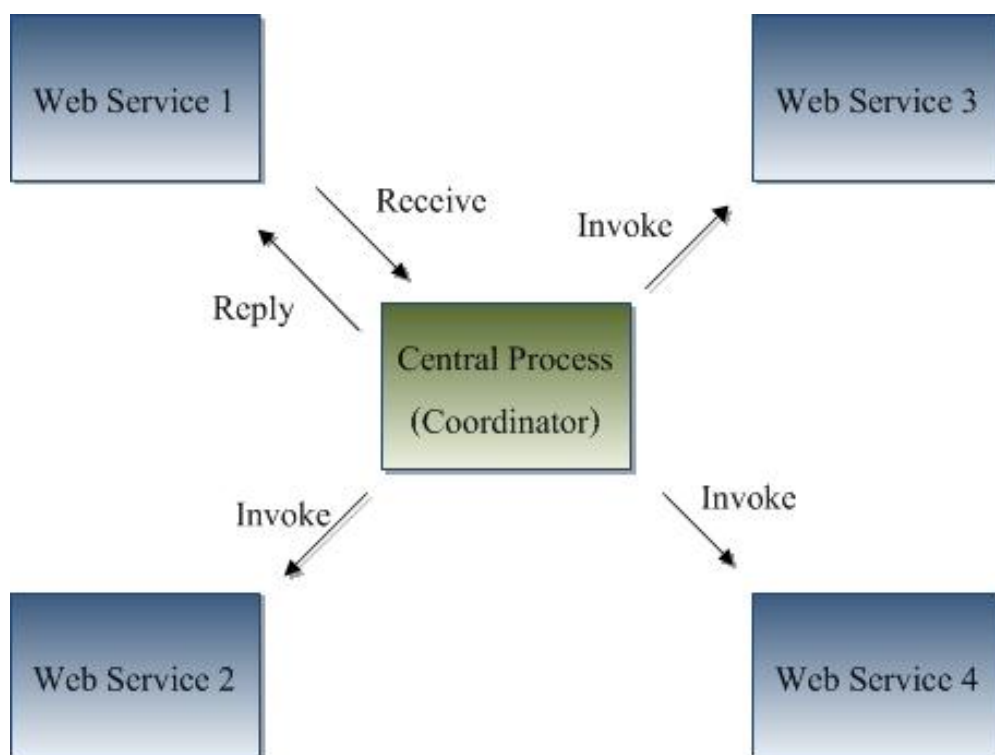 Web Service 1
Web Service 3
Receive
Invoke
Reply
Central Process
(Coordinator)
Invoke
Invoke
Web Service 2
Web Service 4